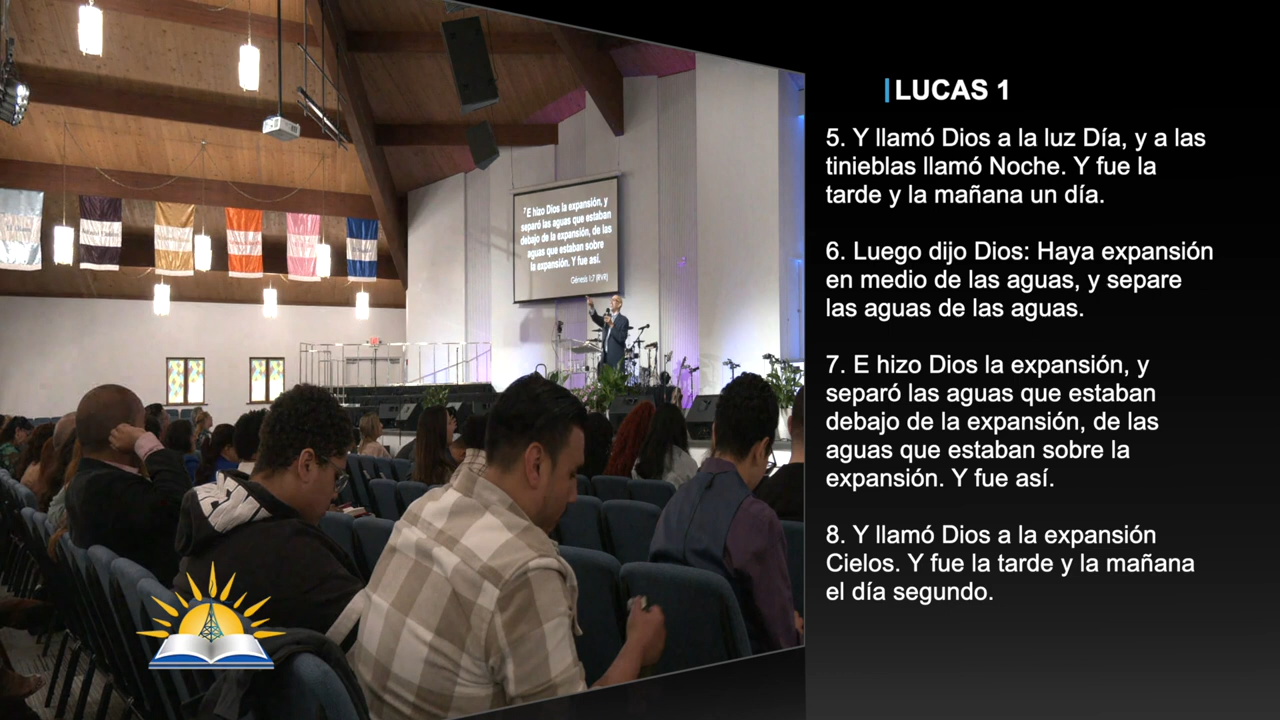 ⁷E hizo Dios la expansión, y
separó las aguas que estaban
debajo de la expansión, de las
aguas que estaban sobre
la expansión. Y fue así.
Génesis 1:7 (RVR)
LUCAS 1
5. Y llamó Dios a la luz Día, y a las
tinieblas llamó Noche. Y fue la
tarde y la mañana un día.
6. Luego dijo Dios: Haya expansión
en medio de las aguas, y separe
las aguas de las aguas.
7. E hizo Dios la expansión, y
separó las aguas que estaban
debajo de la expansión, de las
aguas que estaban sobre la
expansión. Y fue así.
8. Y llamó Dios a la expansión
Cielos. Y fue la tarde y la mañana
el día segundo.